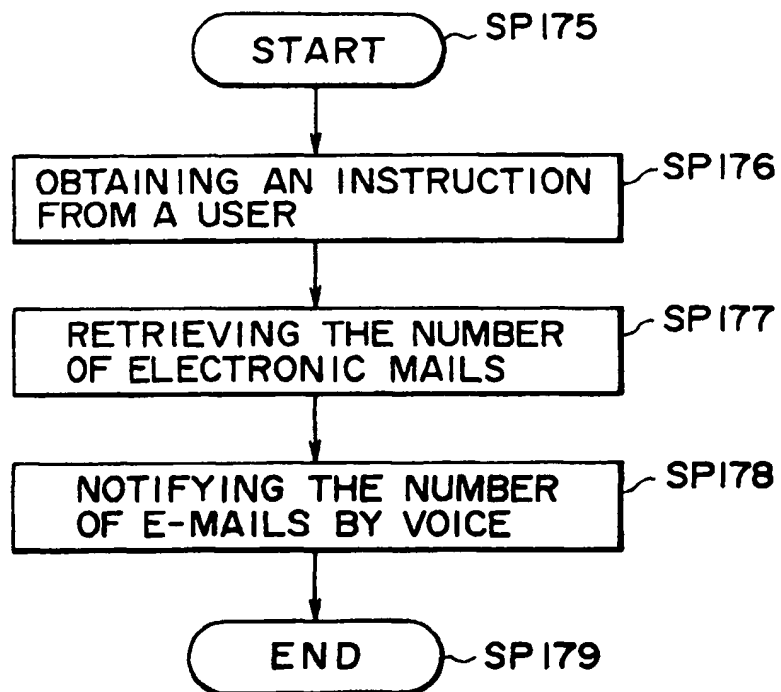 START SP175
OBTAINING AN INSTRUCTION SP176
FROM A USER
RETRIEVING THE NUMBER SP177
OF ELECTRONIC MAILS
NOTIFYING THE NUMBER SP178
OF E-MAILS BY VOICE
END SP179